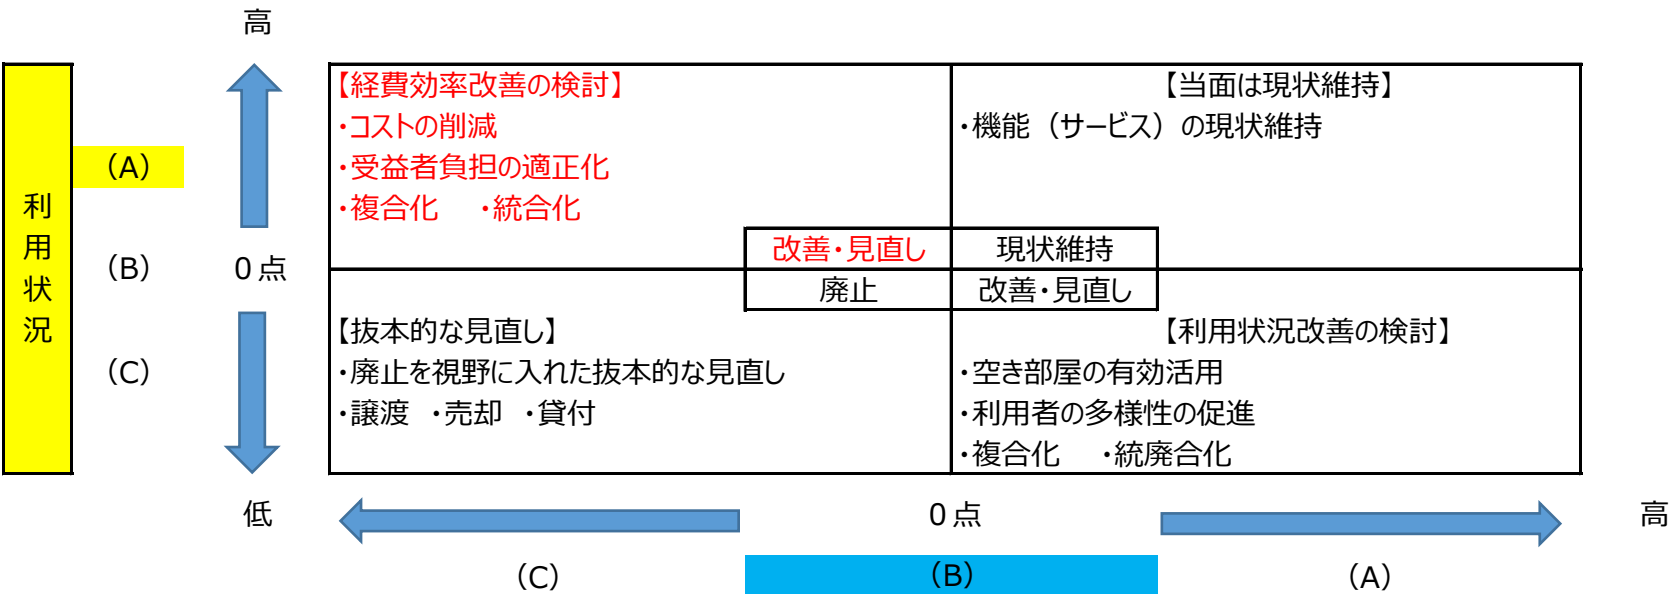 高
【経費効率改善の検討】
・コストの削減
・受益者負担の適正化
・複合化 ・統合化
【当面は現状維持】
・機能（サービス）の現状維持
利用状況
（A）
（B）
（C）
0点
改善・見直し
現状維持
廃止
改善・見直し
【抜本的な見直し】
・廃止を視野に入れた抜本的な見直し
・譲渡 ・売却 ・貸付
【利用状況改善の検討】
・空き部屋の有効活用
・利用者の多様性の促進
・複合化 ・統廃合化
低
0点
高
（C）
（B）
（A）